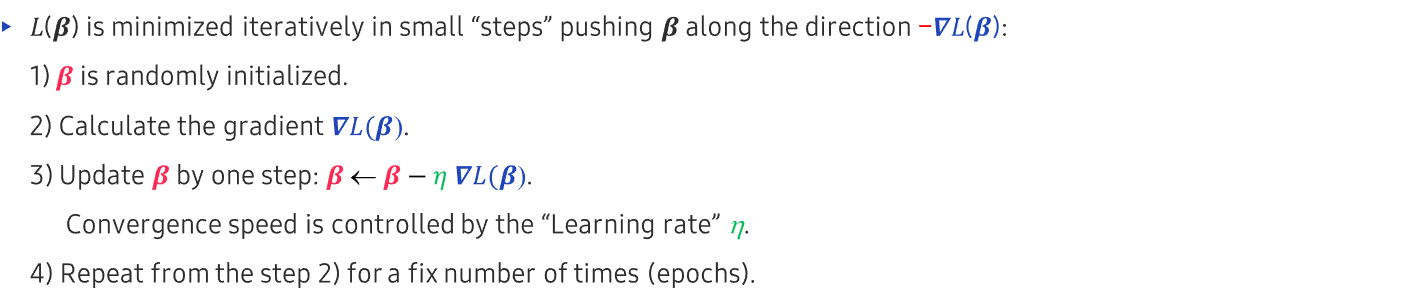 ▸ L(β) is minimized iteratively in small “steps” pushing β along the direction −∇L(β):
1) β is randomly initialized.
2) Calculate the gradient ∇L(β).
3) Update β by one step: β ← β − η ∇L(β).
Convergence speed is controlled by the “Learning rate” η.
4) Repeat from the step 2) for a fix number of times (epochs).